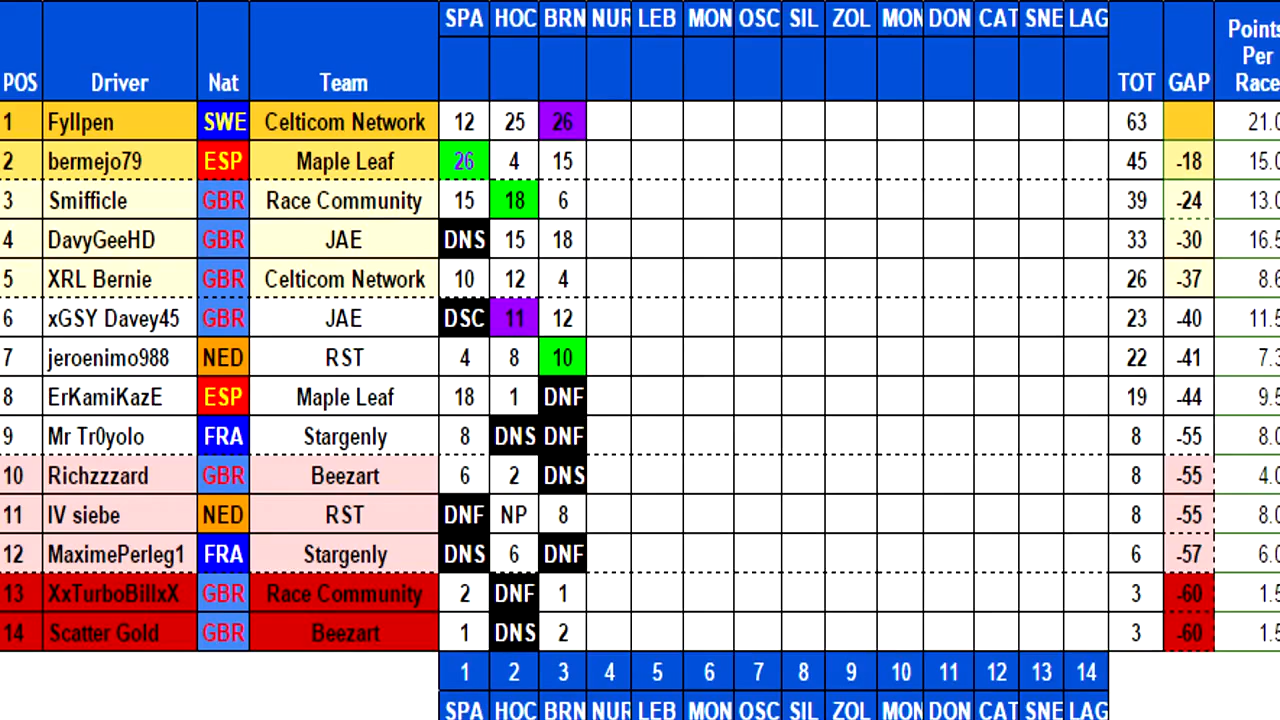 SPA HOC BRN NUR LEB MON OSC SIL ZOL MON DON CAT SNE LAG
POS Driver Nat Team TOT GAP Points Per Race
1 Fyllpen SWE Celticom Network 12 25 26 63 21.0
2 bermejo79 ESP Maple Leaf 26 4 15 45 -18 15.0
3 Smifficle GBR Race Community 15 18 6 39 -24 13.0
4 DavyGeeHD GBR JAE DNS 15 18 33 -30 16.5
5 XRL Bernie GBR Celticom Network 10 12 4 26 -37 8.6
6 xGSY Davey45 GBR JAE DSC 11 12 23 -40 11.5
7 jeroenimo988 NED RST 4 8 10 22 -41 7.3
8 ErKamiKazE ESP Maple Leaf 18 1 DNF 19 -44 9.5
9 Mr Tr0yolo FRA Stargenly 8 DNS DNF 8 -55 8.0
10 Richzzzard GBR Beezart 6 2 DNS 8 -55 4.0
11 IV siebe NED RST DNF NP 8 8 -55 8.0
12 MaximePerleg1 FRA Stargenly DNS 6 DNF 6 -57 6.0
13 XxTurboBillxX GBR Race Community 2 DNF 1 3 -60 1.5
14 Scatter Gold GBR Beezart 1 DNS 2 3 -60 1.5
1 2 3 4 5 6 7 8 9 10 11 12 13 14
SPA HOC BRN NUR LEB MON OSC SIL ZOL MON DON CAT SNE LAG